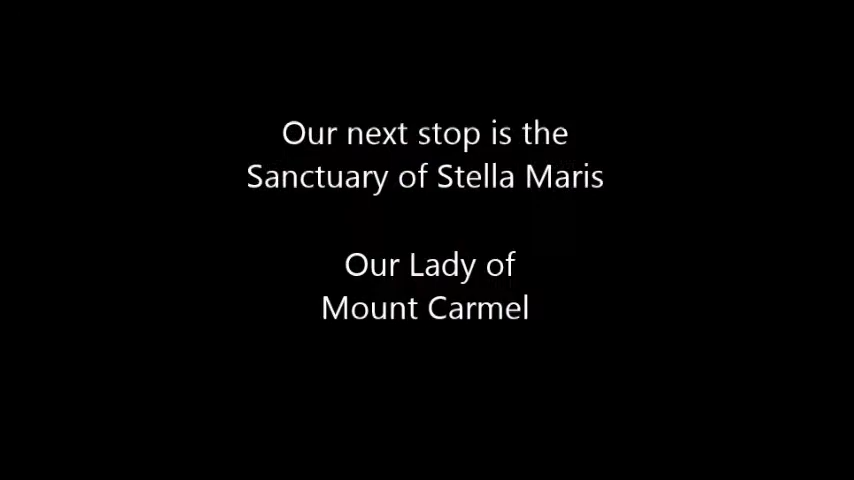 Our next stop is the
Sanctuary of Stella Maris
Our Lady of
Mount Carmel